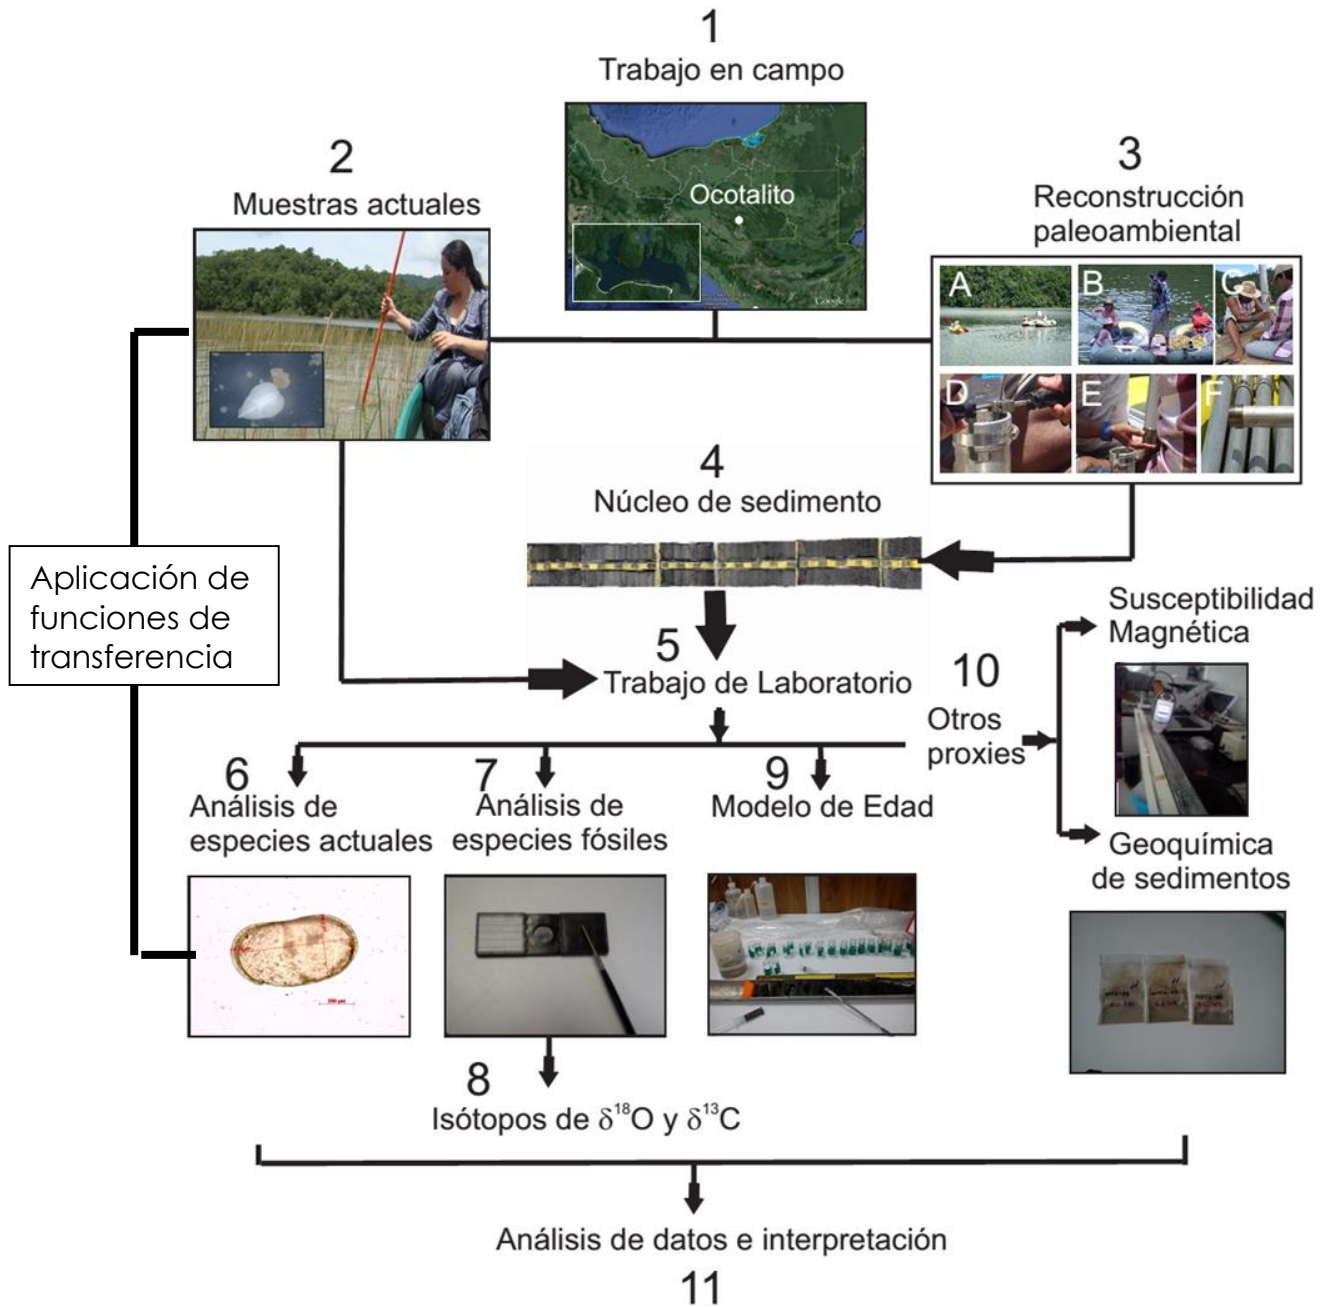 1
Trabajo en campo
Ocotalito
Google
2
Muestras actuales
3
Reconstrucción
paleoambiental
A
B
C
D
E
F
4
Núcleo de sedimento
Aplicación de
funciones de
transferencia
5
Trabajo de Laboratorio
10
Otros
proxies
Susceptibilidad
Magnética
Geoquímica
de sedimentos
6
Análisis de
especies actuales
7
Análisis de
especies fósiles
9
Modelo de Edad
8
Isótopos de δ¹⁸O y δ¹³C
Análisis de datos e interpretación
11